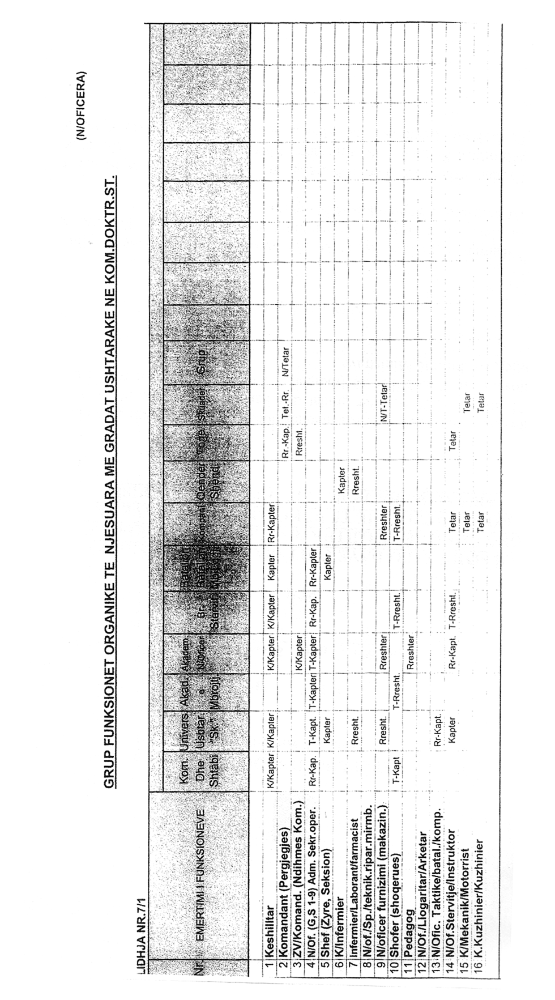 (N/OFICERA)
GRUP FUNKSIONET ORGANIKE TE NJESUARA ME GRADAT USHTARAKE NE KOM.DOKTR.ST.
LIDHJA NR.7/1
Nr. EMERTIMI I FUNKSIONEVE Kom. Dhe Shtabi Univers. Ushtar. "SK." Akad. e Mbrojtj Akadem. N/Oficer Br. Batalion Kompani Qender Shend. Toge Skuader Grup
1 Keshilltar K/Kapter K/Kapter K/Kapter K/Kapter Kapter Rr-Kapter
2 Komandant (Pergjegjes) Rr.-Kap. Tet.-Rr. N/Tetar
3 ZV/Komand. (Ndihmes Kom.) K/Kapter Rresht.
4 N/Of. (G,S 1-9) Adm. Sekr.oper. Rr-Kap. T-Kapt. T-Kapter T-Kapter Rr-Kap. Rr-Kapter
5 Shef (Zyre, Seksion) Kapter Kapter
6 K/Infermier Kapter
7 Infermier/Laborant/farmacist Rresht. Rresht.
8 N/of./Sp./teknik.ripar.mirmb.
9 N/oficer furnizimi (makazin.) Rresht. Rreshter Rreshter N/T-Tetar
10 Shofer (shoqerues) T-Kapt T-Rresht. T-Rresht. T-Rresht.
11 Pedagog Rreshter
12 N/Of./Llogaritar/Arketar
13 N/Ofic. Taktike/batal./komp. Rr-Kapt.
14 N/Of.Stervitje/Instruktor Kapter Rr-Kapt. T-Rresht. Tetar Tetar
15 K/Mekanik/Motorrist Tetar Tetar
16 K.Kuzhinier/Kuzhinier Tetar Tetar